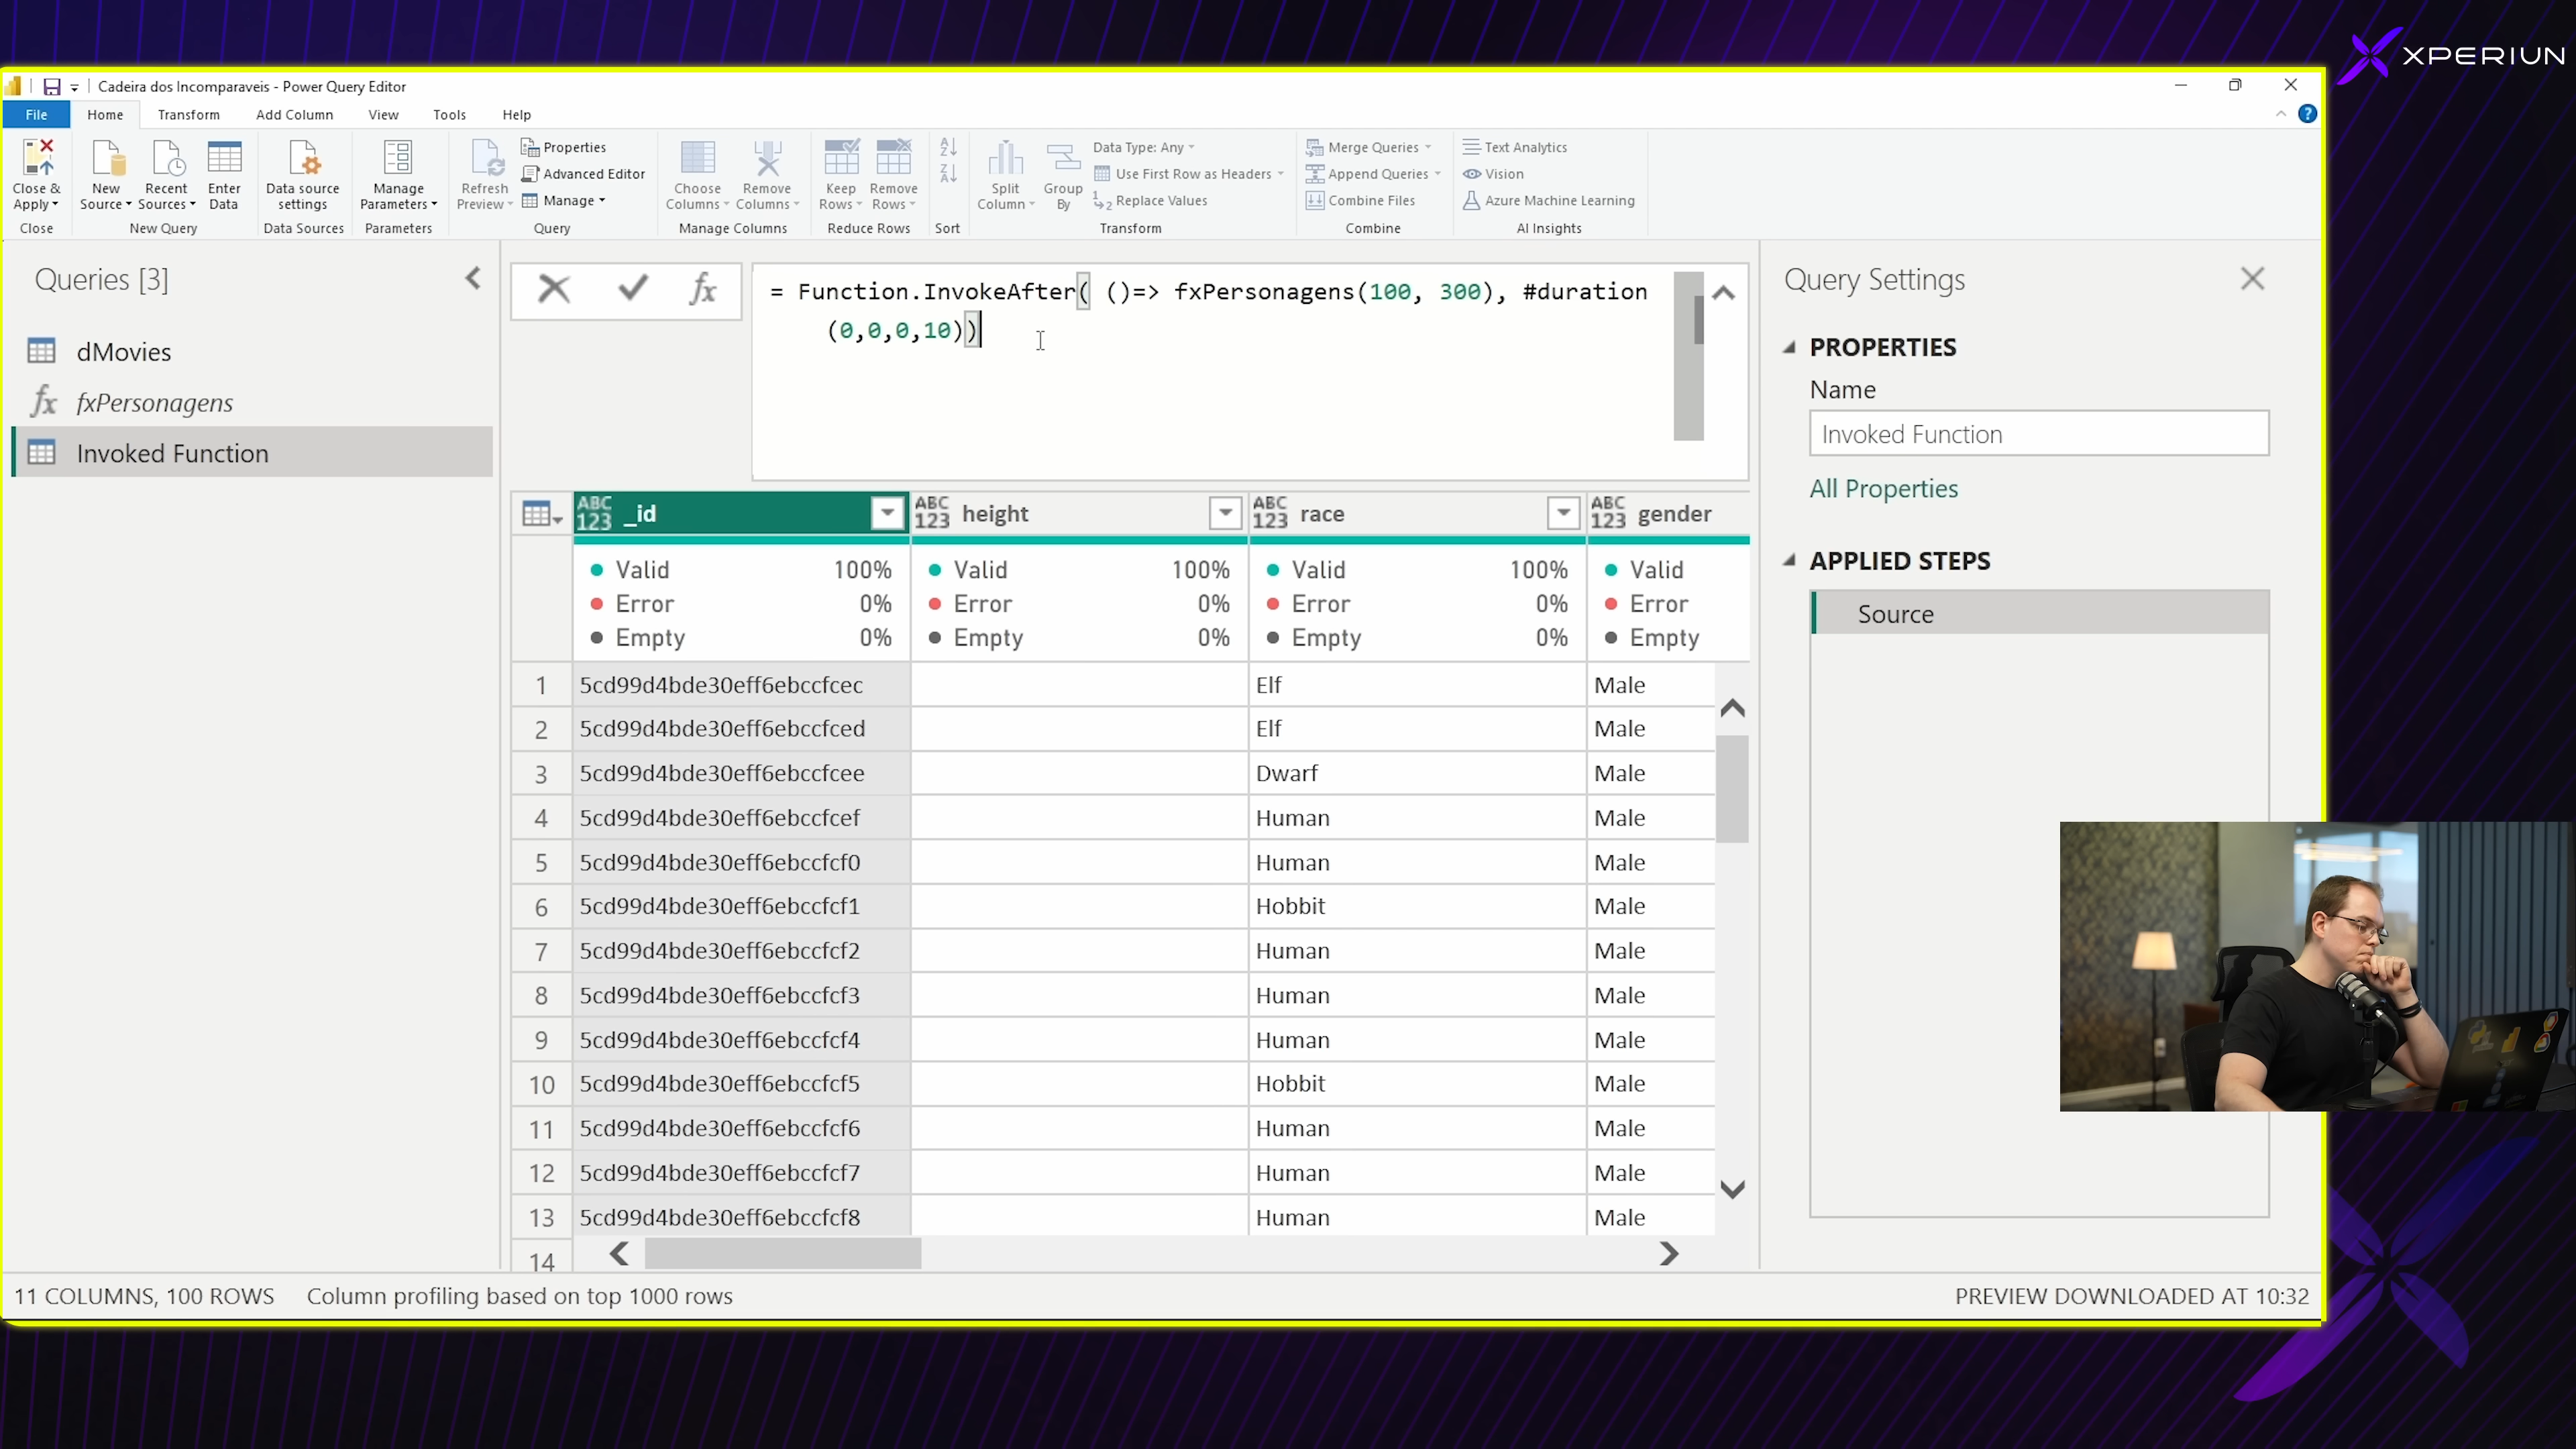 XPERIUN
Cadeira dos Incomparaveis - Power Query Editor
File Home Transform Add Column View Tools Help
Close & Apply
New Source
Recent Sources
Enter Data
Data source settings
Manage Parameters
Refresh Preview
Properties
Advanced Editor
Manage
Choose Columns
Remove Columns
Keep Rows
Remove Rows
Split Column
Group By
Data Type: Any
Use First Row as Headers
Replace Values
Merge Queries
Append Queries
Combine Files
Text Analytics
Vision
Azure Machine Learning
Close New Query Data Sources Parameters Query Manage Columns Reduce Rows Sort Transform Combine AI Insights
Queries [3]
dMovies
fxPersonagens
Invoked Function
fx
= Function.InvokeAfter( ()=> fxPersonagens(100, 300), #duration
(0,0,0,10))
ABC 123 _id ABC 123 height ABC 123 race ABC 123 gender
Valid 100% Valid 100% Valid 100% Valid
Error 0% Error 0% Error 0% Error
Empty 0% Empty 0% Empty 0% Empty
1 5cd99d4bde30eff6ebccfcec Elf Male
2 5cd99d4bde30eff6ebccfced Elf Male
3 5cd99d4bde30eff6ebccfcee Dwarf Male
4 5cd99d4bde30eff6ebccfcef Human Male
5 5cd99d4bde30eff6ebccfcf0 Human Male
6 5cd99d4bde30eff6ebccfcf1 Hobbit Male
7 5cd99d4bde30eff6ebccfcf2 Human Male
8 5cd99d4bde30eff6ebccfcf3 Human Male
9 5cd99d4bde30eff6ebccfcf4 Human Male
10 5cd99d4bde30eff6ebccfcf5 Hobbit Male
11 5cd99d4bde30eff6ebccfcf6 Human Male
12 5cd99d4bde30eff6ebccfcf7 Human Male
13 5cd99d4bde30eff6ebccfcf8 Human Male
14
Query Settings
PROPERTIES
Name
Invoked Function
All Properties
APPLIED STEPS
Source
11 COLUMNS, 100 ROWS Column profiling based on top 1000 rows
PREVIEW DOWNLOADED AT 10:32